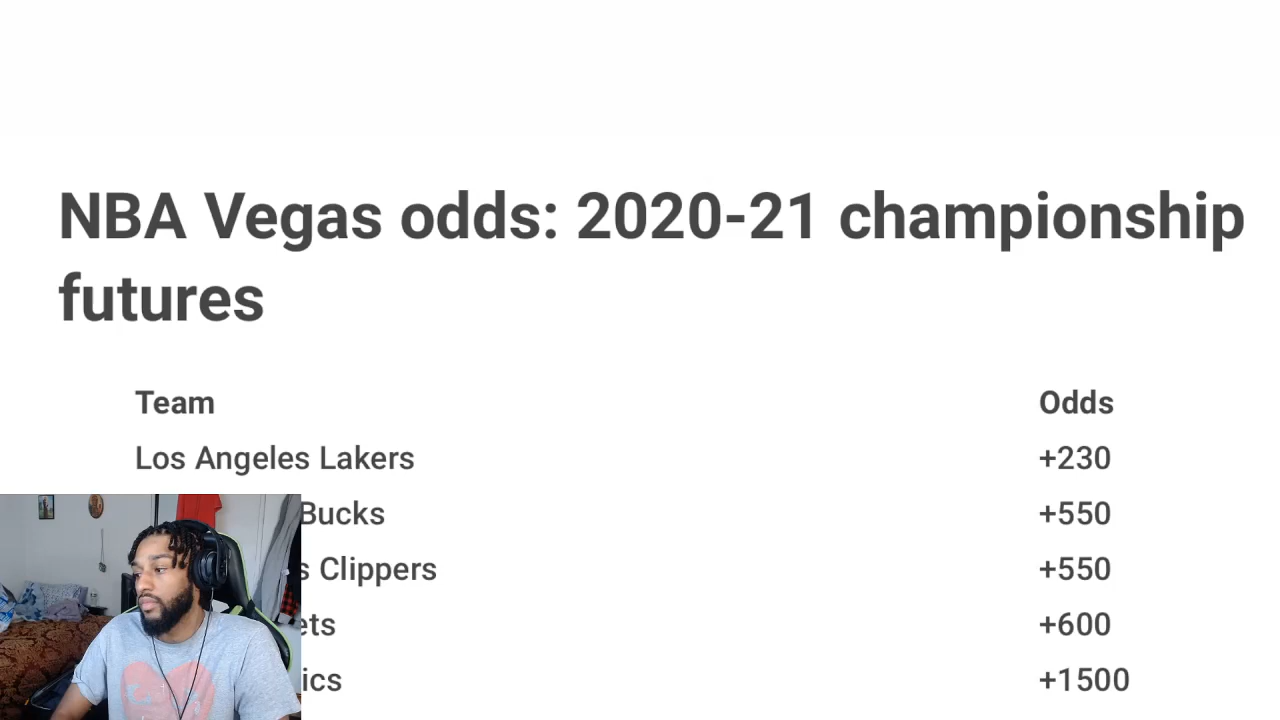 NBA Vegas odds: 2020-21 championship
futures
Team Odds
Los Angeles Lakers +230
Bucks +550
s Clippers +550
ets +600
ics +1500